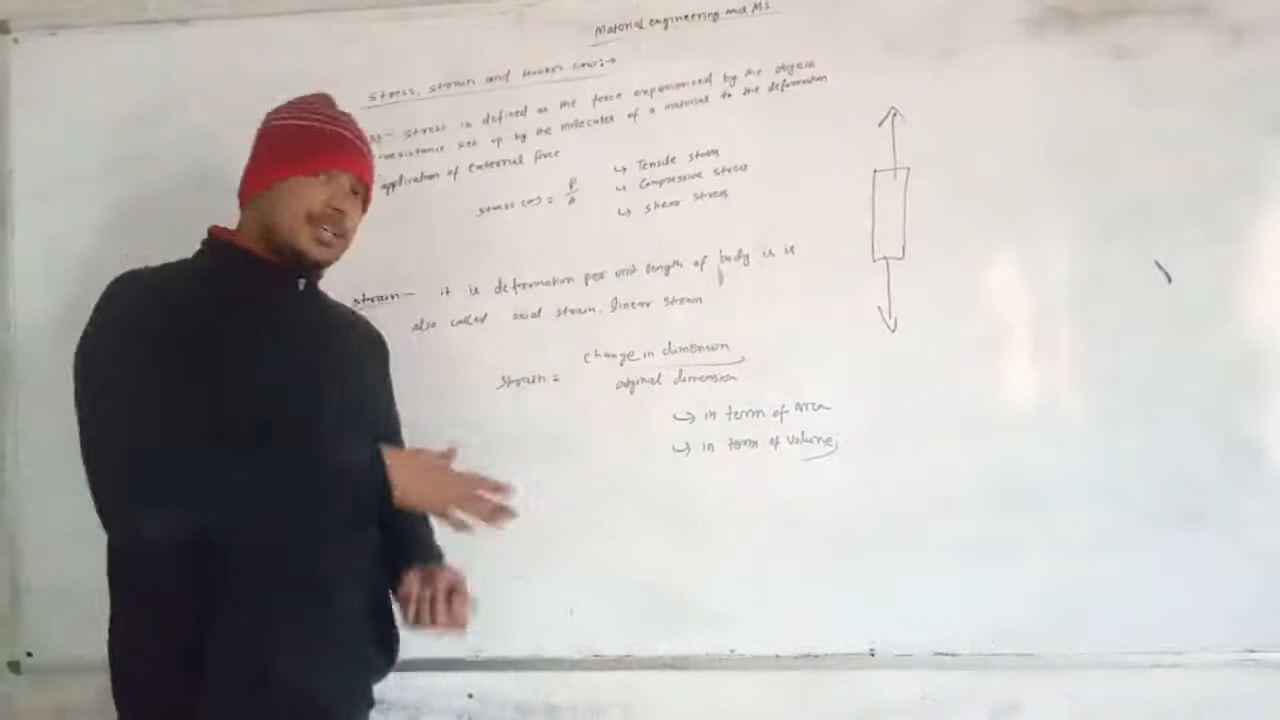 Material engineering and MS
Stress, strain and Hooke's law:→
ss- stress is defined as the force experienced by the object
resistance set up by the molecules of a material to the deformation
application of external force
stress (σ) = P/A
↳ Tensile stress
↳ Compressive stress
↳ shear stress
strain- it is deformation per unit length of body is is
also called axial strain, linear strain
strain = change in dimension
original dimension
↳ in term of area
↳ in term of volume